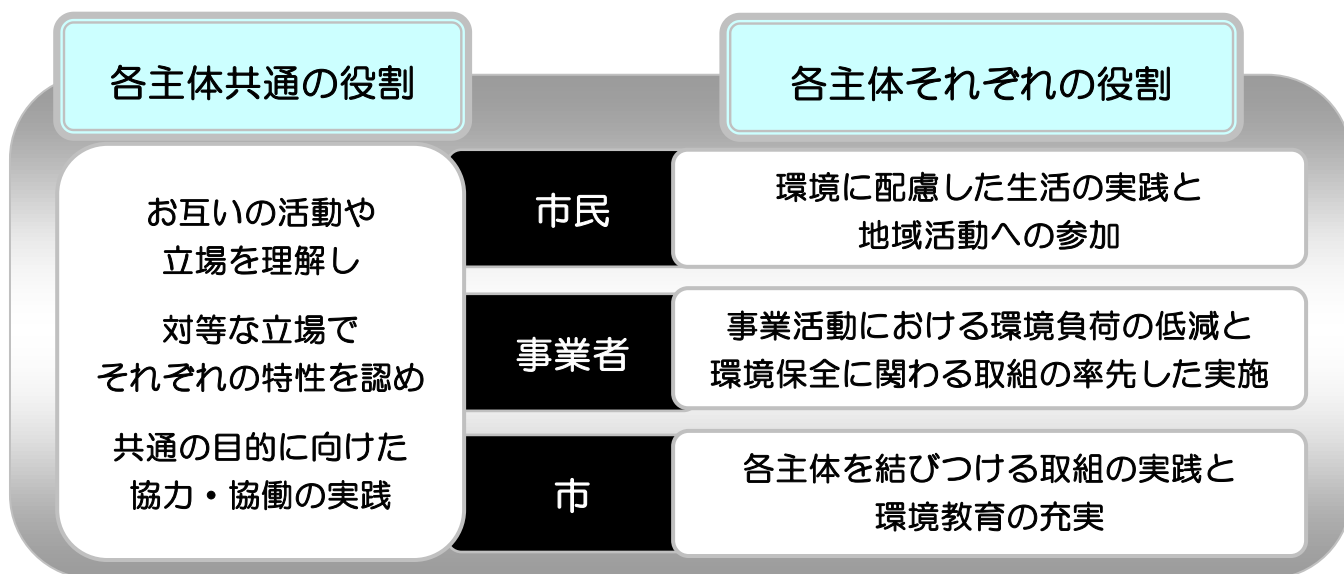 各主体共通の役割
お互いの活動や
立場を理解し
対等な立場で
それぞれの特性を認め
共通の目的に向けた
協力・協働の実践
各主体それぞれの役割
市民
環境に配慮した生活の実践と
地域活動への参加
事業者
事業活動における環境負荷の低減と
環境保全に関わる取組の率先した実施
市
各主体を結びつける取組の実践と
環境教育の充実